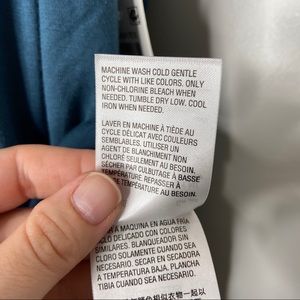 MACHINE WASH COLD GENTLE
CYCLE WITH LIKE COLORS. ONLY
NON-CHLORINE BLEACH WHEN
NEEDED. TUMBLE DRY LOW. COOL
IRON WHEN NEEDED.
LAVER EN MACHINE À TIÈDE AU
CYCLE DÉLICAT AVEC COULEURS
SEMBLABLES. UTILISER UN
AGENT DE BLANCHIMENT NON
CHLORÉ SEULEMENT AU BESOIN.
SÉCHER PAR CULBUTAGE À BASSE
TEMPÉRATURE. REPASSER À
TEMPÉRATURE AU BESOIN.
A MAQUINA EN AGUA FRÍA
DELICADO CON COLORES
SIMILARES. BLANQUEADOR SIN
CLORO SOLAMENTE CUANDO SEA
NECESARIO. SECAR EN SECADORA
A TEMPERATURA BAJA. PLANCHA
TIBIA CUANDO SEA NECESARIO.